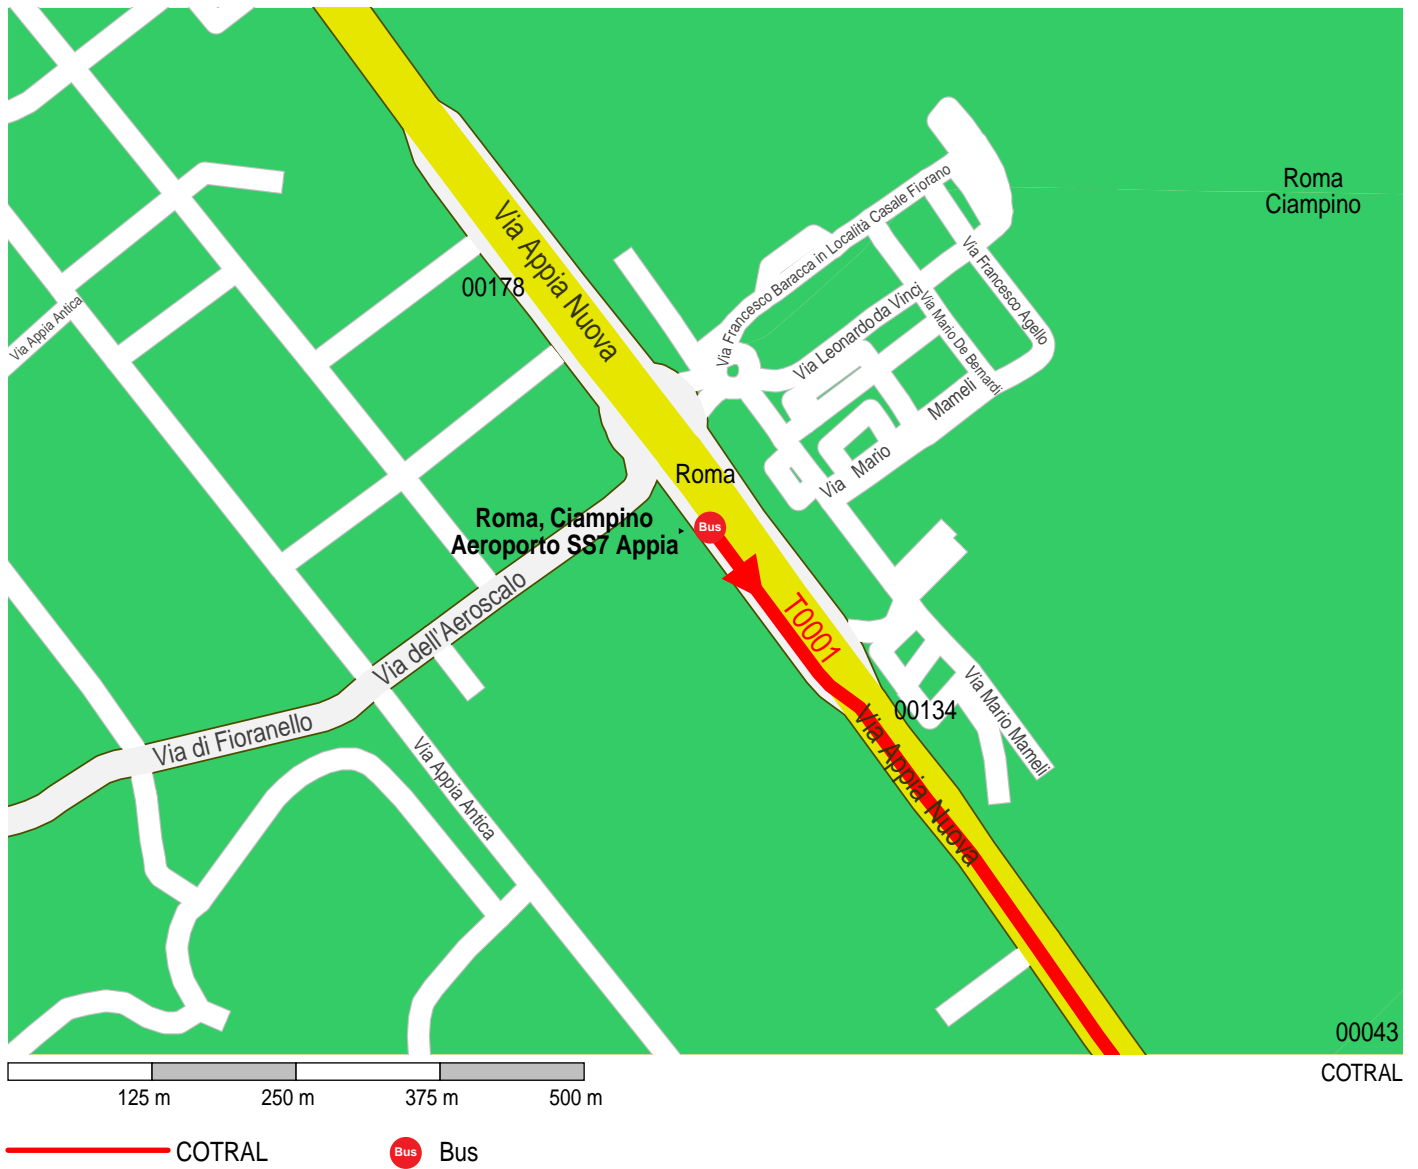 Roma
Ciampino
Via Francesco Baracca in Località Casale Fiorano
Via Appia Nuova
00178
Via Francesco Agello
Via Leonardo da Vinci
Via Mario De Bernardi
Via Appia Antica
Via Mario Mameli
Roma
Roma, Ciampino
Aeroporto SS7 Appia
Bus
Via dell'Aeroscalo
T0001
Via di Fioranello
00134
Via Mario Mameli
Via Appia Antica
Via Appia Nuova
00043
COTRAL
125 m
250 m
375 m
500 m
COTRAL
Bus
Bus